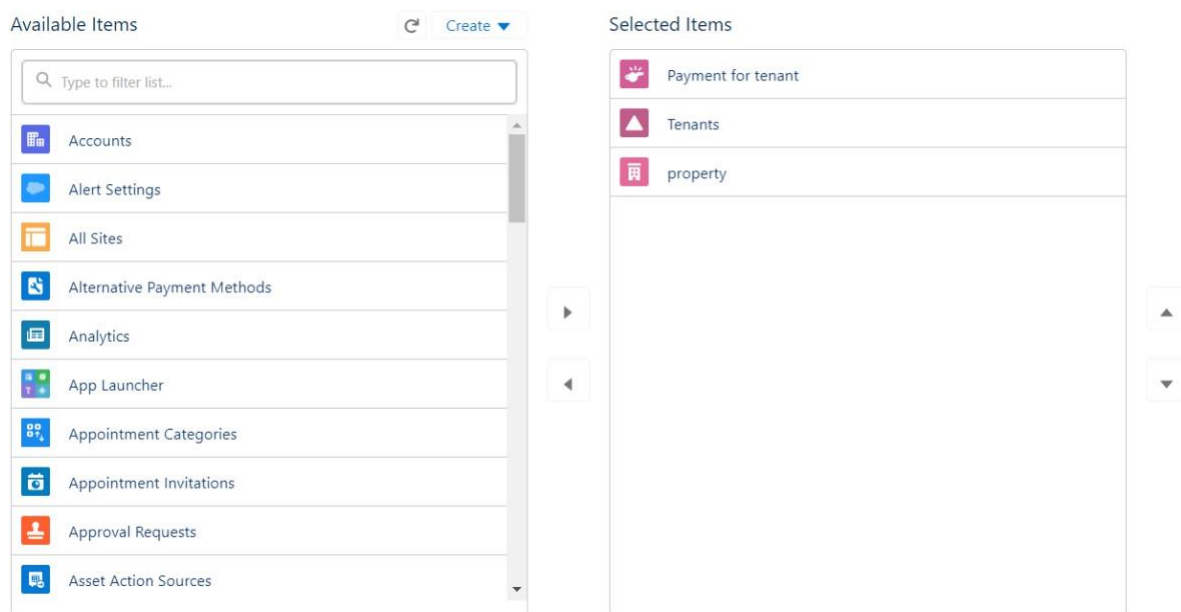 Available Items
Create
Type to filter list...
Accounts
Alert Settings
All Sites
Alternative Payment Methods
Analytics
App Launcher
Appointment Categories
Appointment Invitations
Approval Requests
Asset Action Sources
Selected Items
Payment for tenant
Tenants
property